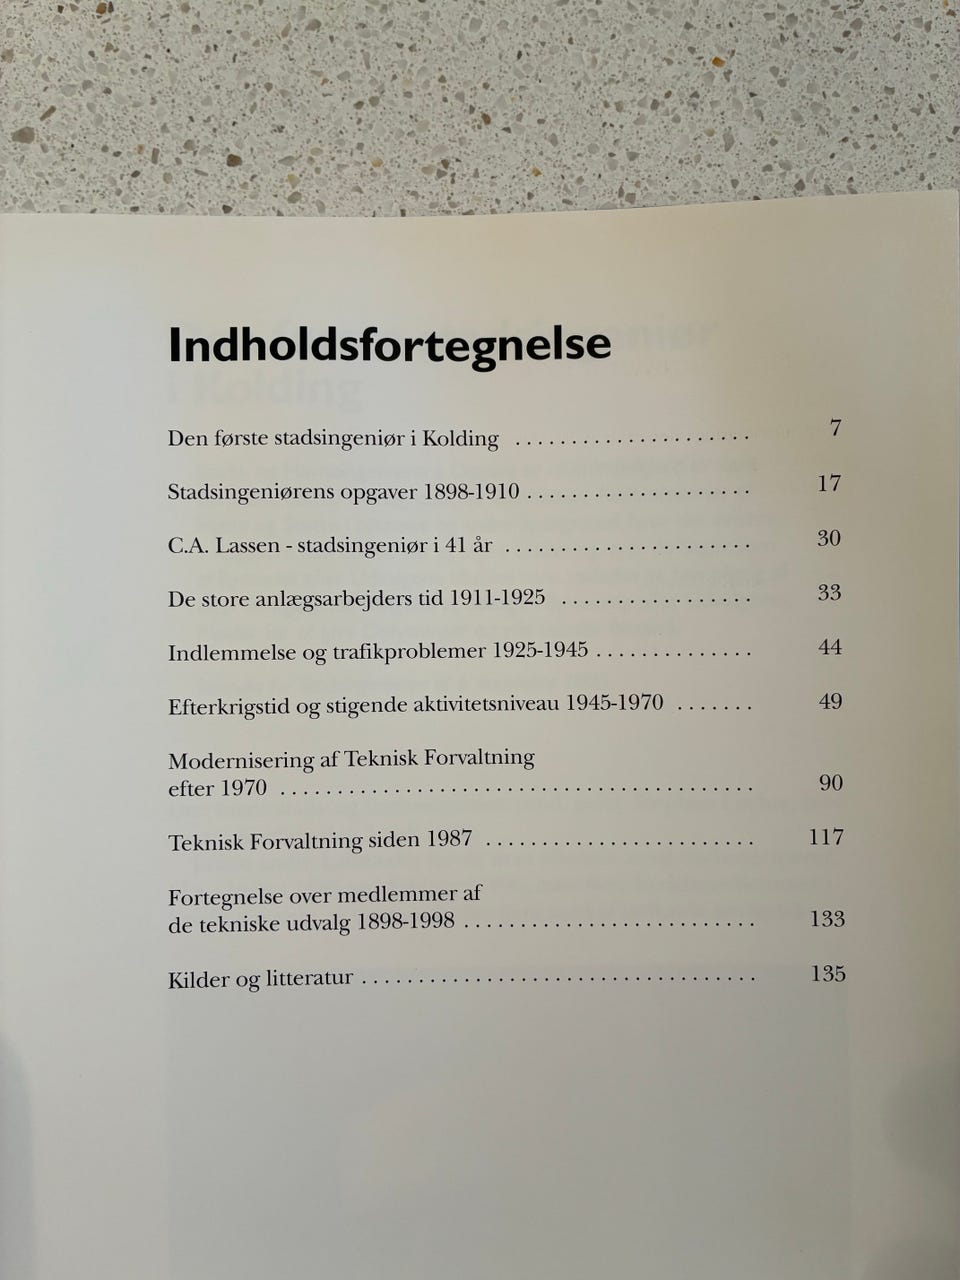 Indholdsfortegnelse
Den første stadsingeniør i Kolding ..................... 7
Stadsingeniørens opgaver 1898-1910 .................... 17
C.A. Lassen - stadsingeniør i 41 år ...................... 30
De store anlægsarbejders tid 1911-1925 ................. 33
Indlemmelse og trafikproblemer 1925-1945 .............. 44
Efterkrigstid og stigende aktivitetsniveau 1945-1970 ....... 49
Modernisering af Teknisk Forvaltning
efter 1970 .......................................... 90
Teknisk Forvaltning siden 1987 ........................ 117
Fortegnelse over medlemmer af
de tekniske udvalg 1898-1998 .......................... 133
Kilder og litteratur ................................... 135